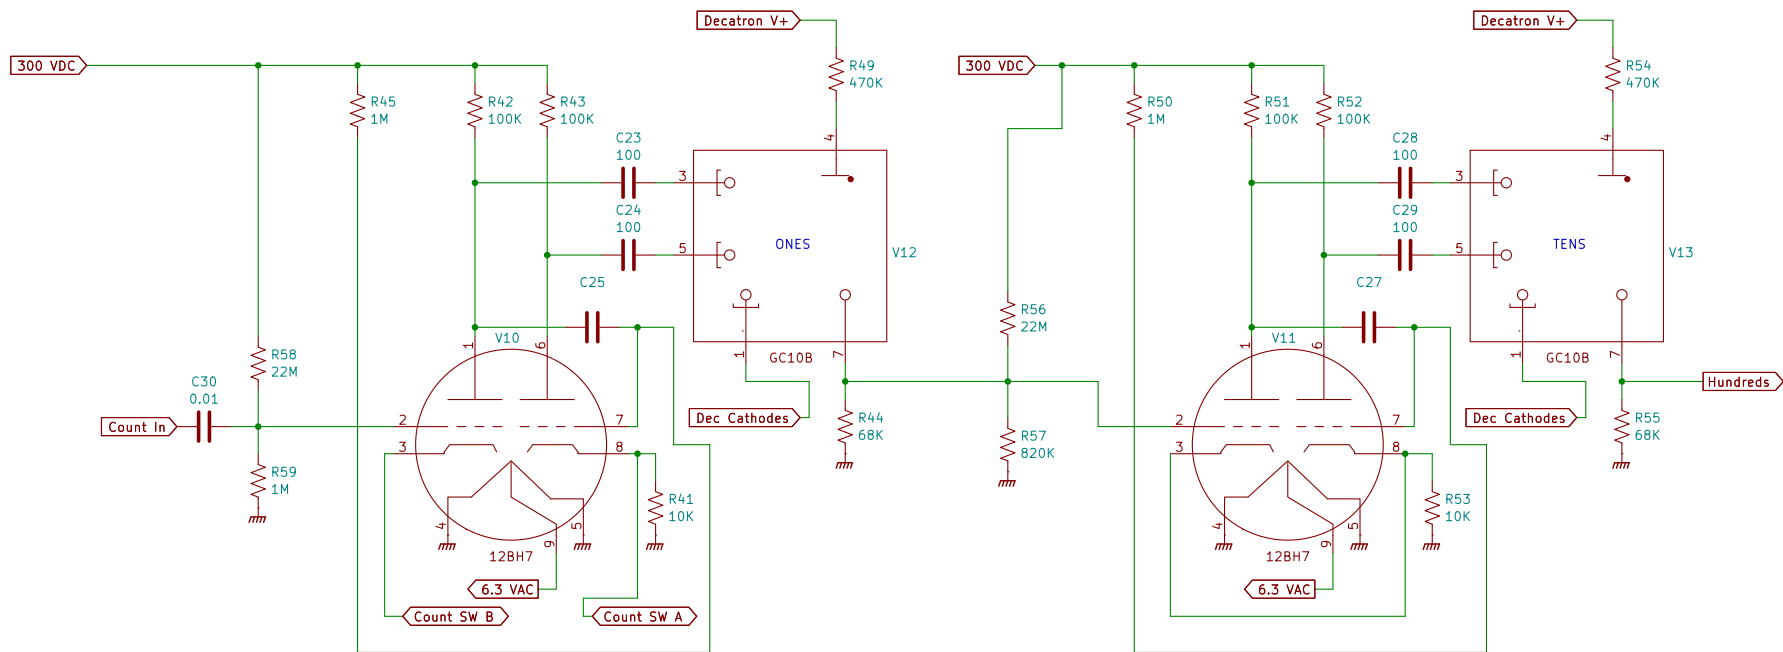 Decatron V+
Decatron V+
300 VDC
300 VDC
R49
470K
R54
470K
R45
1M
R42
100K
R43
100K
R50
1M
R51
100K
R52
100K
C23
100
4
C28
100
4
3
3
C24
100
C29
100
5
ONES
V12
5
TENS
V13
C25
C27
R56
22M
V10
1
6
V11
1
6
R58
22M
1
7
GC10B
1
7
GC10B
C30
0.01
Hundreds
Count In
2
7
Dec Cathodes
R44
68K
2
7
Dec Cathodes
R55
68K
3
8
R57
820K
3
8
R59
1M
R41
10K
R53
10K
4
9
5
4
9
5
12BH7
12BH7
6.3 VAC
6.3 VAC
Count SW B
Count SW A